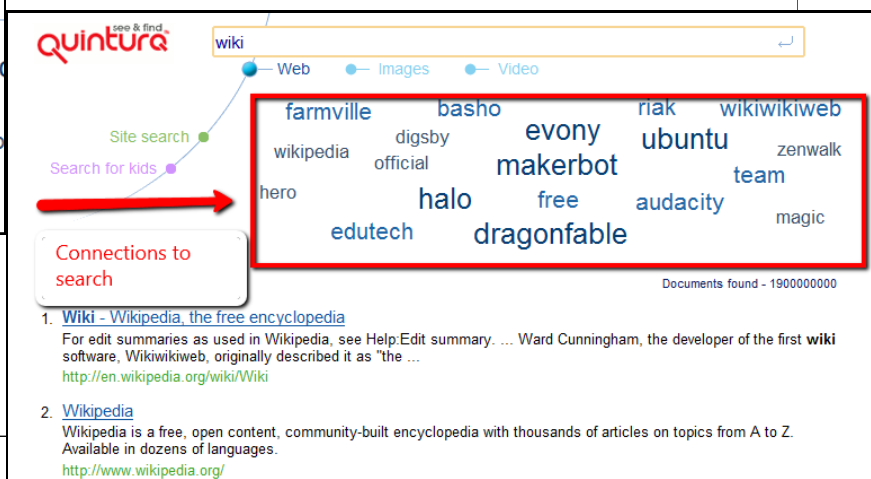 see & find
Quintura
wiki
Web Images Video
Site search
Search for kids
farmville basho riak wikiwikiweb
digsby evony ubuntu
wikipedia official makerbot zenwalk
team
hero halo free audacity
magic
edutech dragonfable
Connections to
search
Documents found - 1900000000
1. Wiki - Wikipedia, the free encyclopedia
For edit summaries as used in Wikipedia, see Help:Edit summary. ... Ward Cunningham, the developer of the first wiki
software, Wikiwikiweb, originally described it as "the ...
http://en.wikipedia.org/wiki/Wiki
2. Wikipedia
Wikipedia is a free, open content, community-built encyclopedia with thousands of articles on topics from A to Z.
Available in dozens of languages.
http://www.wikipedia.org/